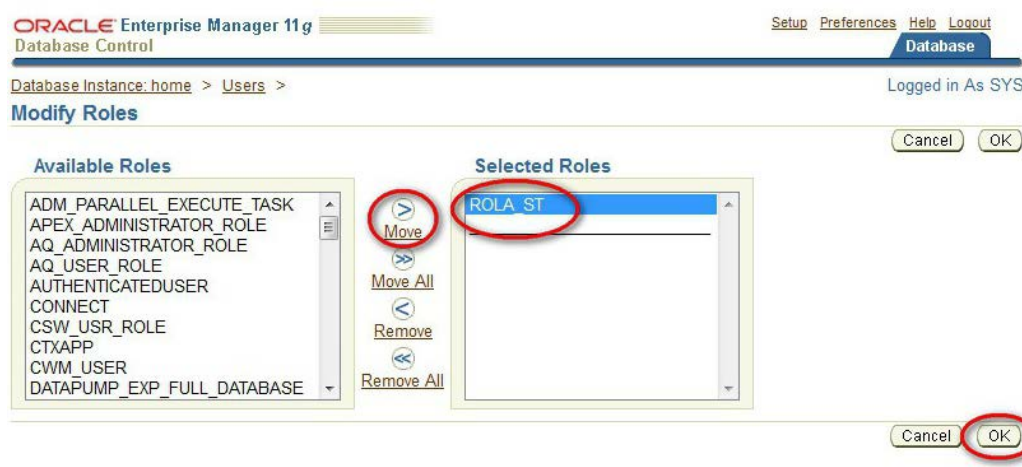 ORACLE Enterprise Manager 11g
Database Control
Setup Preferences Help Logout
Database
Database Instance: home > Users >
Logged in As SYS
Modify Roles
Cancel OK
Available Roles
Selected Roles
ADM_PARALLEL_EXECUTE_TASK
APEX_ADMINISTRATOR_ROLE
AQ_ADMINISTRATOR_ROLE
AQ_USER_ROLE
AUTHENTICATEDUSER
CONNECT
CSW_USR_ROLE
CTXAPP
CWM_USER
DATAPUMP_EXP_FULL_DATABASE
Move
Move All
Remove
Remove All
ROLA_ST
Cancel OK